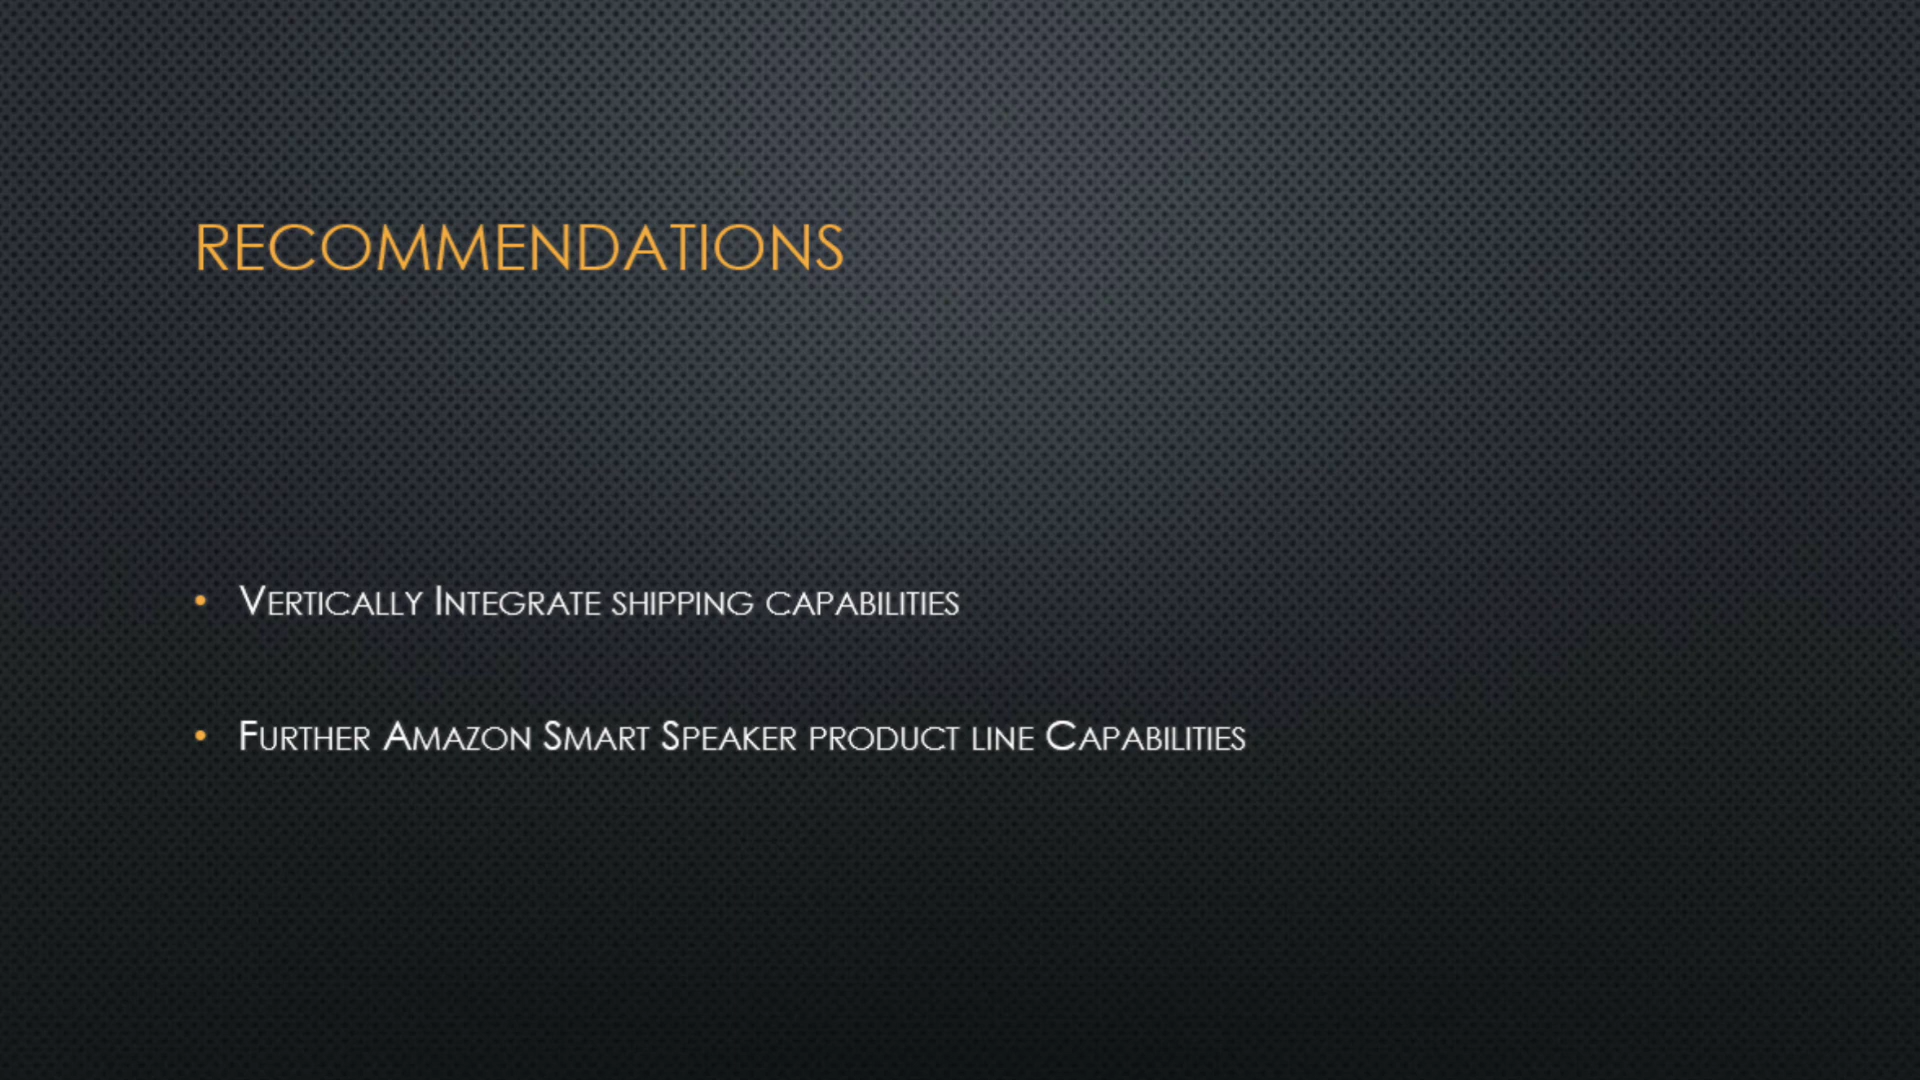 RECOMMENDATIONS
• Vertically Integrate shipping capabilities
• Further Amazon Smart Speaker product line Capabilities